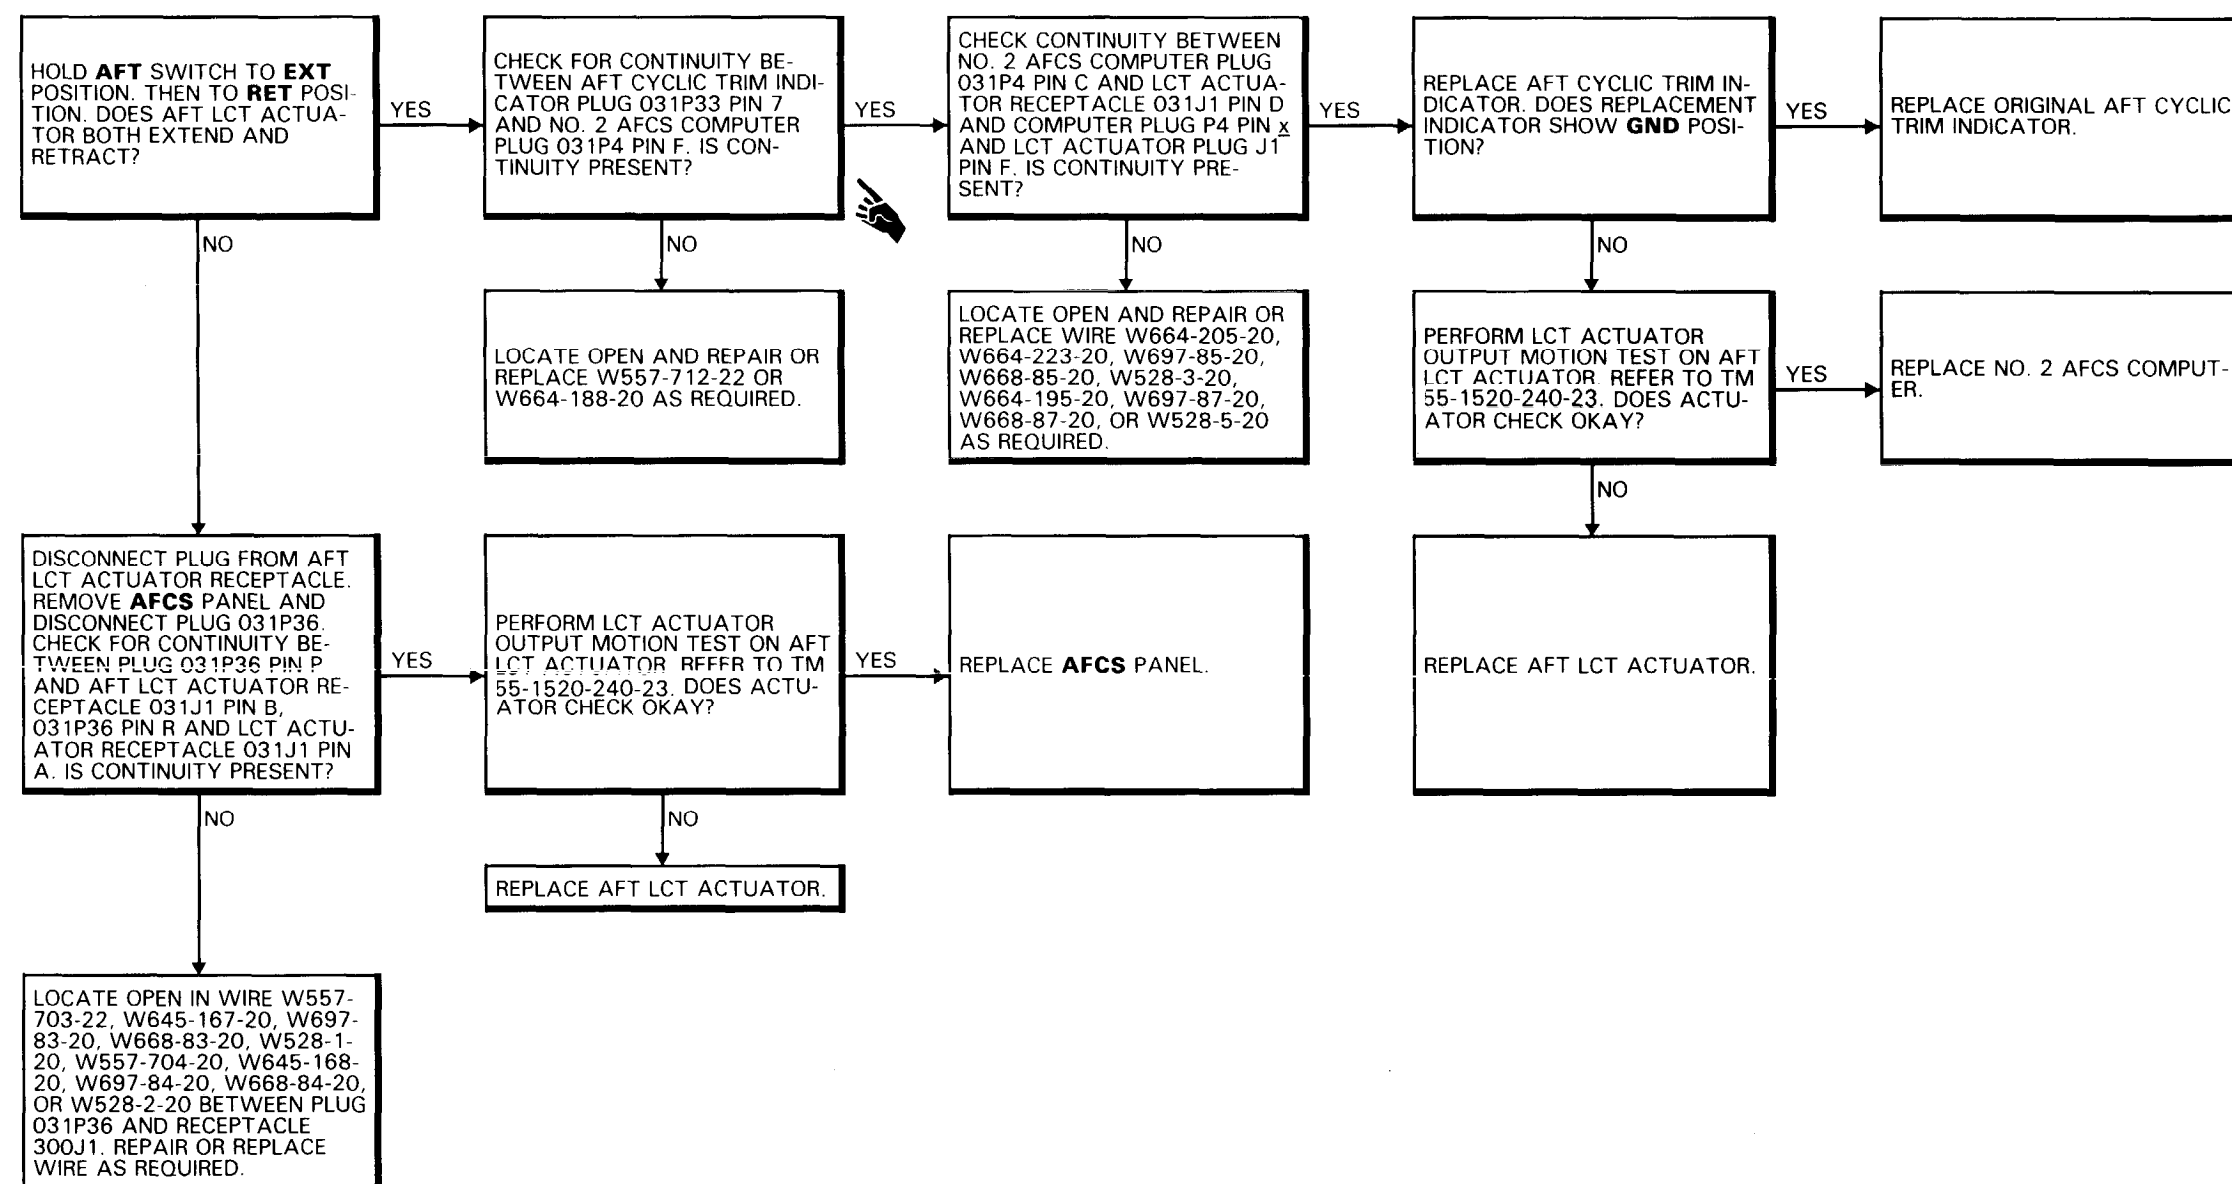 HOLD AFT SWITCH TO EXT
POSITION. THEN TO RET POSI-
TION. DOES AFT LCT ACTUA-
TOR BOTH EXTEND AND
RETRACT?
YES
NO
CHECK FOR CONTINUITY BE-
TWEEN AFT CYCLIC TRIM INDI-
CATOR PLUG 031P33 PIN 7
AND NO. 2 AFCS COMPUTER
PLUG 031P4 PIN F. IS CON-
TINUITY PRESENT?
YES
NO
CHECK CONTINUITY BETWEEN
NO. 2 AFCS COMPUTER PLUG
031P4 PIN C AND LCT ACTUA-
TOR RECEPTACLE 031J1 PIN D
AND COMPUTER PLUG P4 PIN x
AND LCT ACTUATOR PLUG J1
PIN F. IS CONTINUITY PRE-
SENT?
YES
NO
REPLACE AFT CYCLIC TRIM IN-
DICATOR. DOES REPLACEMENT
INDICATOR SHOW GND POSI-
TION?
YES
NO
REPLACE ORIGINAL AFT CYCLIC
TRIM INDICATOR.
LOCATE OPEN AND REPAIR OR
REPLACE W557-712-22 OR
W664-188-20 AS REQUIRED.
LOCATE OPEN AND REPAIR OR
REPLACE WIRE W664-205-20,
W664-223-20, W697-85-20,
W668-85-20, W528-3-20,
W664-195-20, W697-87-20,
W668-87-20, OR W528-5-20
AS REQUIRED.
PERFORM LCT ACTUATOR
OUTPUT MOTION TEST ON AFT
LCT ACTUATOR. REFER TO TM
55-1520-240-23. DOES ACTU-
ATOR CHECK OKAY?
YES
NO
REPLACE NO. 2 AFCS COMPUT-
ER.
DISCONNECT PLUG FROM AFT
LCT ACTUATOR RECEPTACLE.
REMOVE AFCS PANEL AND
DISCONNECT PLUG 031P36.
CHECK FOR CONTINUITY BE-
TWEEN PLUG 031P36 PIN P
AND AFT LCT ACTUATOR RE-
CEPTACLE 031J1 PIN B,
031P36 PIN R AND LCT ACTU-
ATOR RECEPTACLE 031J1 PIN
A. IS CONTINUITY PRESENT?
YES
NO
PERFORM LCT ACTUATOR
OUTPUT MOTION TEST ON AFT
LCT ACTUATOR. REFER TO TM
55-1520-240-23. DOES ACTU-
ATOR CHECK OKAY?
YES
NO
REPLACE AFCS PANEL.
REPLACE AFT LCT ACTUATOR.
REPLACE AFT LCT ACTUATOR.
LOCATE OPEN IN WIRE W557-
703-22, W645-167-20, W697-
83-20, W668-83-20, W528-1-
20, W557-704-20, W645-168-
20, W697-84-20, W668-84-20,
OR W528-2-20 BETWEEN PLUG
031P36 AND RECEPTACLE
300J1. REPAIR OR REPLACE
WIRE AS REQUIRED.